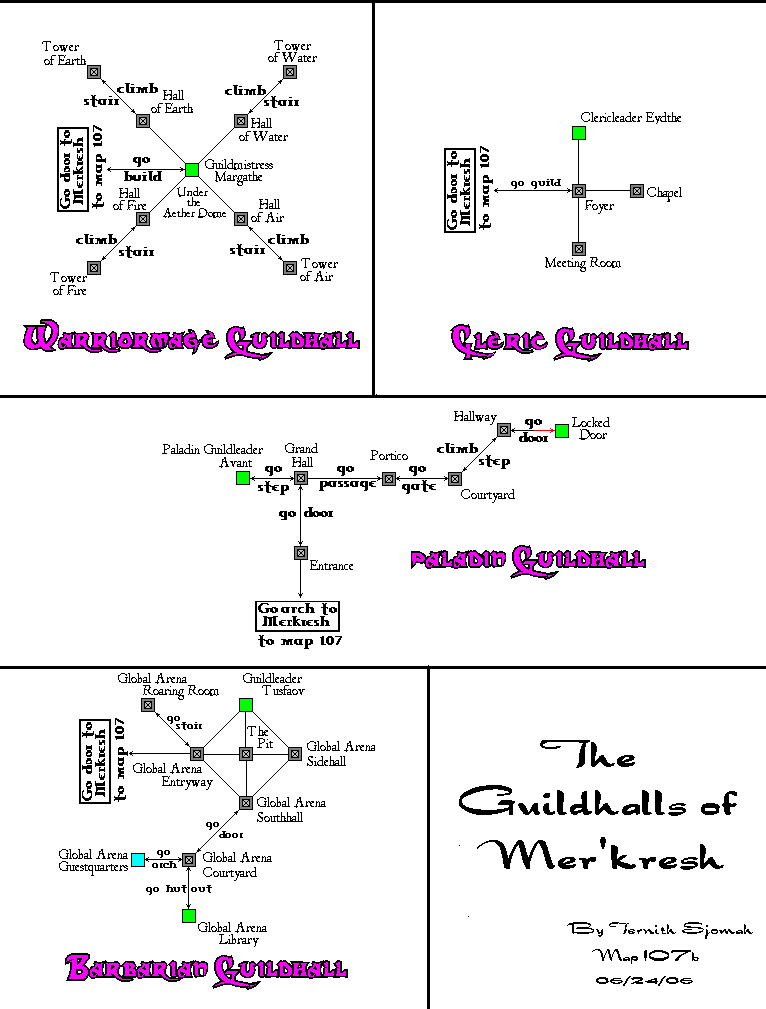 Tower
of Earth
Tower
of Water
climb
stair
Hall
of Earth
climb
stair
Hall
of Water
Go door to
Merkresh
to map 107
go
build
Guildmistress
Margathe
Under
the
Aether Dome
Hall
of Fire
Hall
of Air
climb
stair
climb
stair
Tower
of Fire
Tower
of Air
Warriormage Guildhall
Clericleader Eydthe
Go door to
Merkresh
to map 107
go guild
Foyer
Chapel
Meeting Room
Cleric Guildhall
Paladin Guildleader
Avant
go
step
Grand
Hall
go
passage
Portico
go
gate
Courtyard
climb
step
Hallway
go
door
Locked
Door
go door
Entrance
Go arch to
Merkresh
to map 107
Paladin Guildhall
Global Arena
Roaring Room
Guildleader
Tusfaov
go
stair
The
Pit
Go door to
Merkresh
to map 107
Global Arena
Entryway
Global Arena
Sidehall
Global Arena
Southhall
go
door
Global Arena
Guestquarters
go
arch
Global Arena
Courtyard
go hut out
Global Arena
Library
Barbarian Guildhall
The
Guildhalls of
Mer'kresh
By Ternith Sjomah
Map 107b
06/24/06